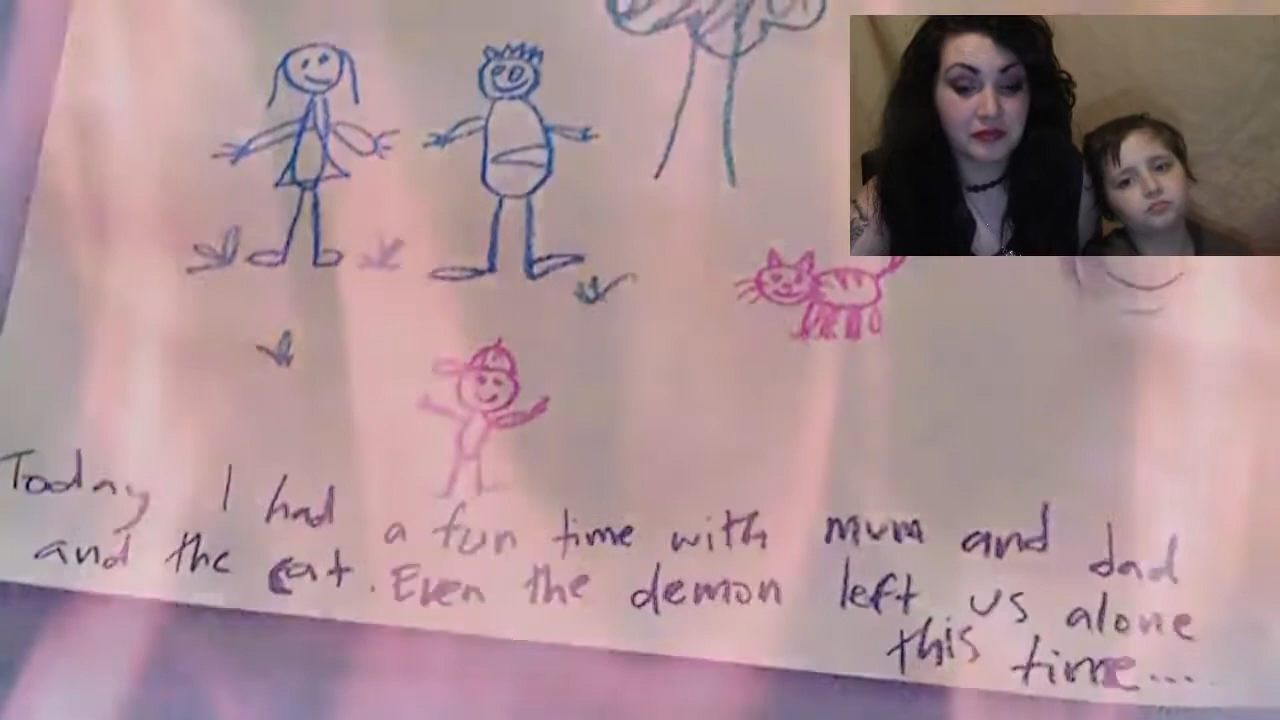 Today I had a fun time with mum and dad
and the cat. Even the demon left us alone
this time...